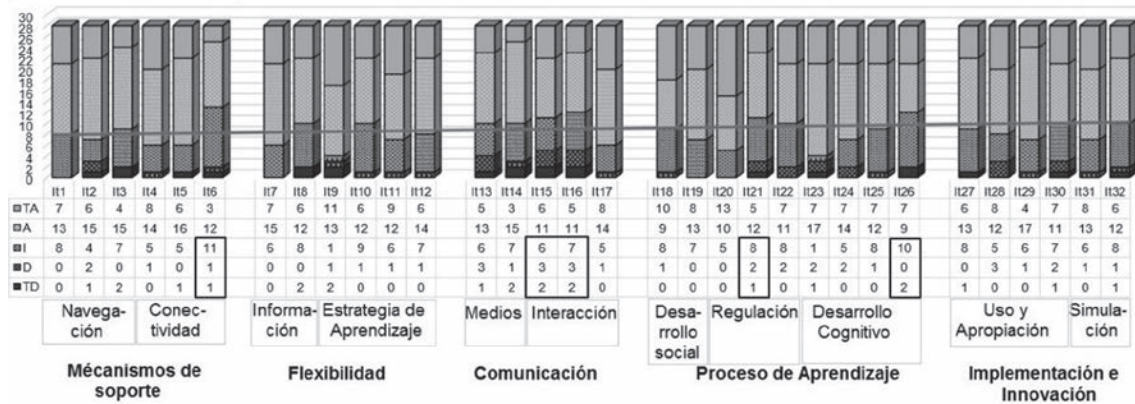 30
28
26
24
22
20
18
16
14
12
10
8
6
4
2
0
It1 It2 It3 It4 It5 It6 It7 It8 It9 It10 It11 It12 It13 It14 It15 It16 It17 It18 It19 It20 It21 It22 It23 It24 It25 It26 It27 It28 It29 It30 It31 It32
TA 7 6 4 8 6 3 7 6 11 6 9 6 5 3 6 5 8 10 8 13 5 7 7 7 7 7 6 8 4 7 8 6
A 13 15 15 14 16 12 15 12 13 12 12 14 13 15 11 11 14 9 13 10 12 11 17 14 12 9 13 12 17 11 13 12
I 8 4 7 5 5 11 6 8 1 9 6 7 6 7 6 7 5 8 7 5 8 8 1 5 8 10 8 5 6 7 6 8
D 0 2 0 1 0 1 0 0 1 1 1 1 3 1 3 3 1 1 0 0 2 2 2 2 1 0 0 3 1 2 1 1
TD 0 1 2 0 1 1 0 2 2 0 0 0 1 2 2 2 0 0 0 0 1 0 1 0 0 2 1 0 0 1 0 1
Navega-
ción
Conec-
tividad
Informa-
ción
Estrategia de
Aprendizaje
Medios
Interacción
Desa-
rrollo
social
Regulación
Desarrollo
Cognitivo
Uso y
Apropiación
Simula-
ción
Mécanismos de
soporte
Flexibilidad
Comunicación
Proceso de Aprendizaje
Implementación e
Innovación